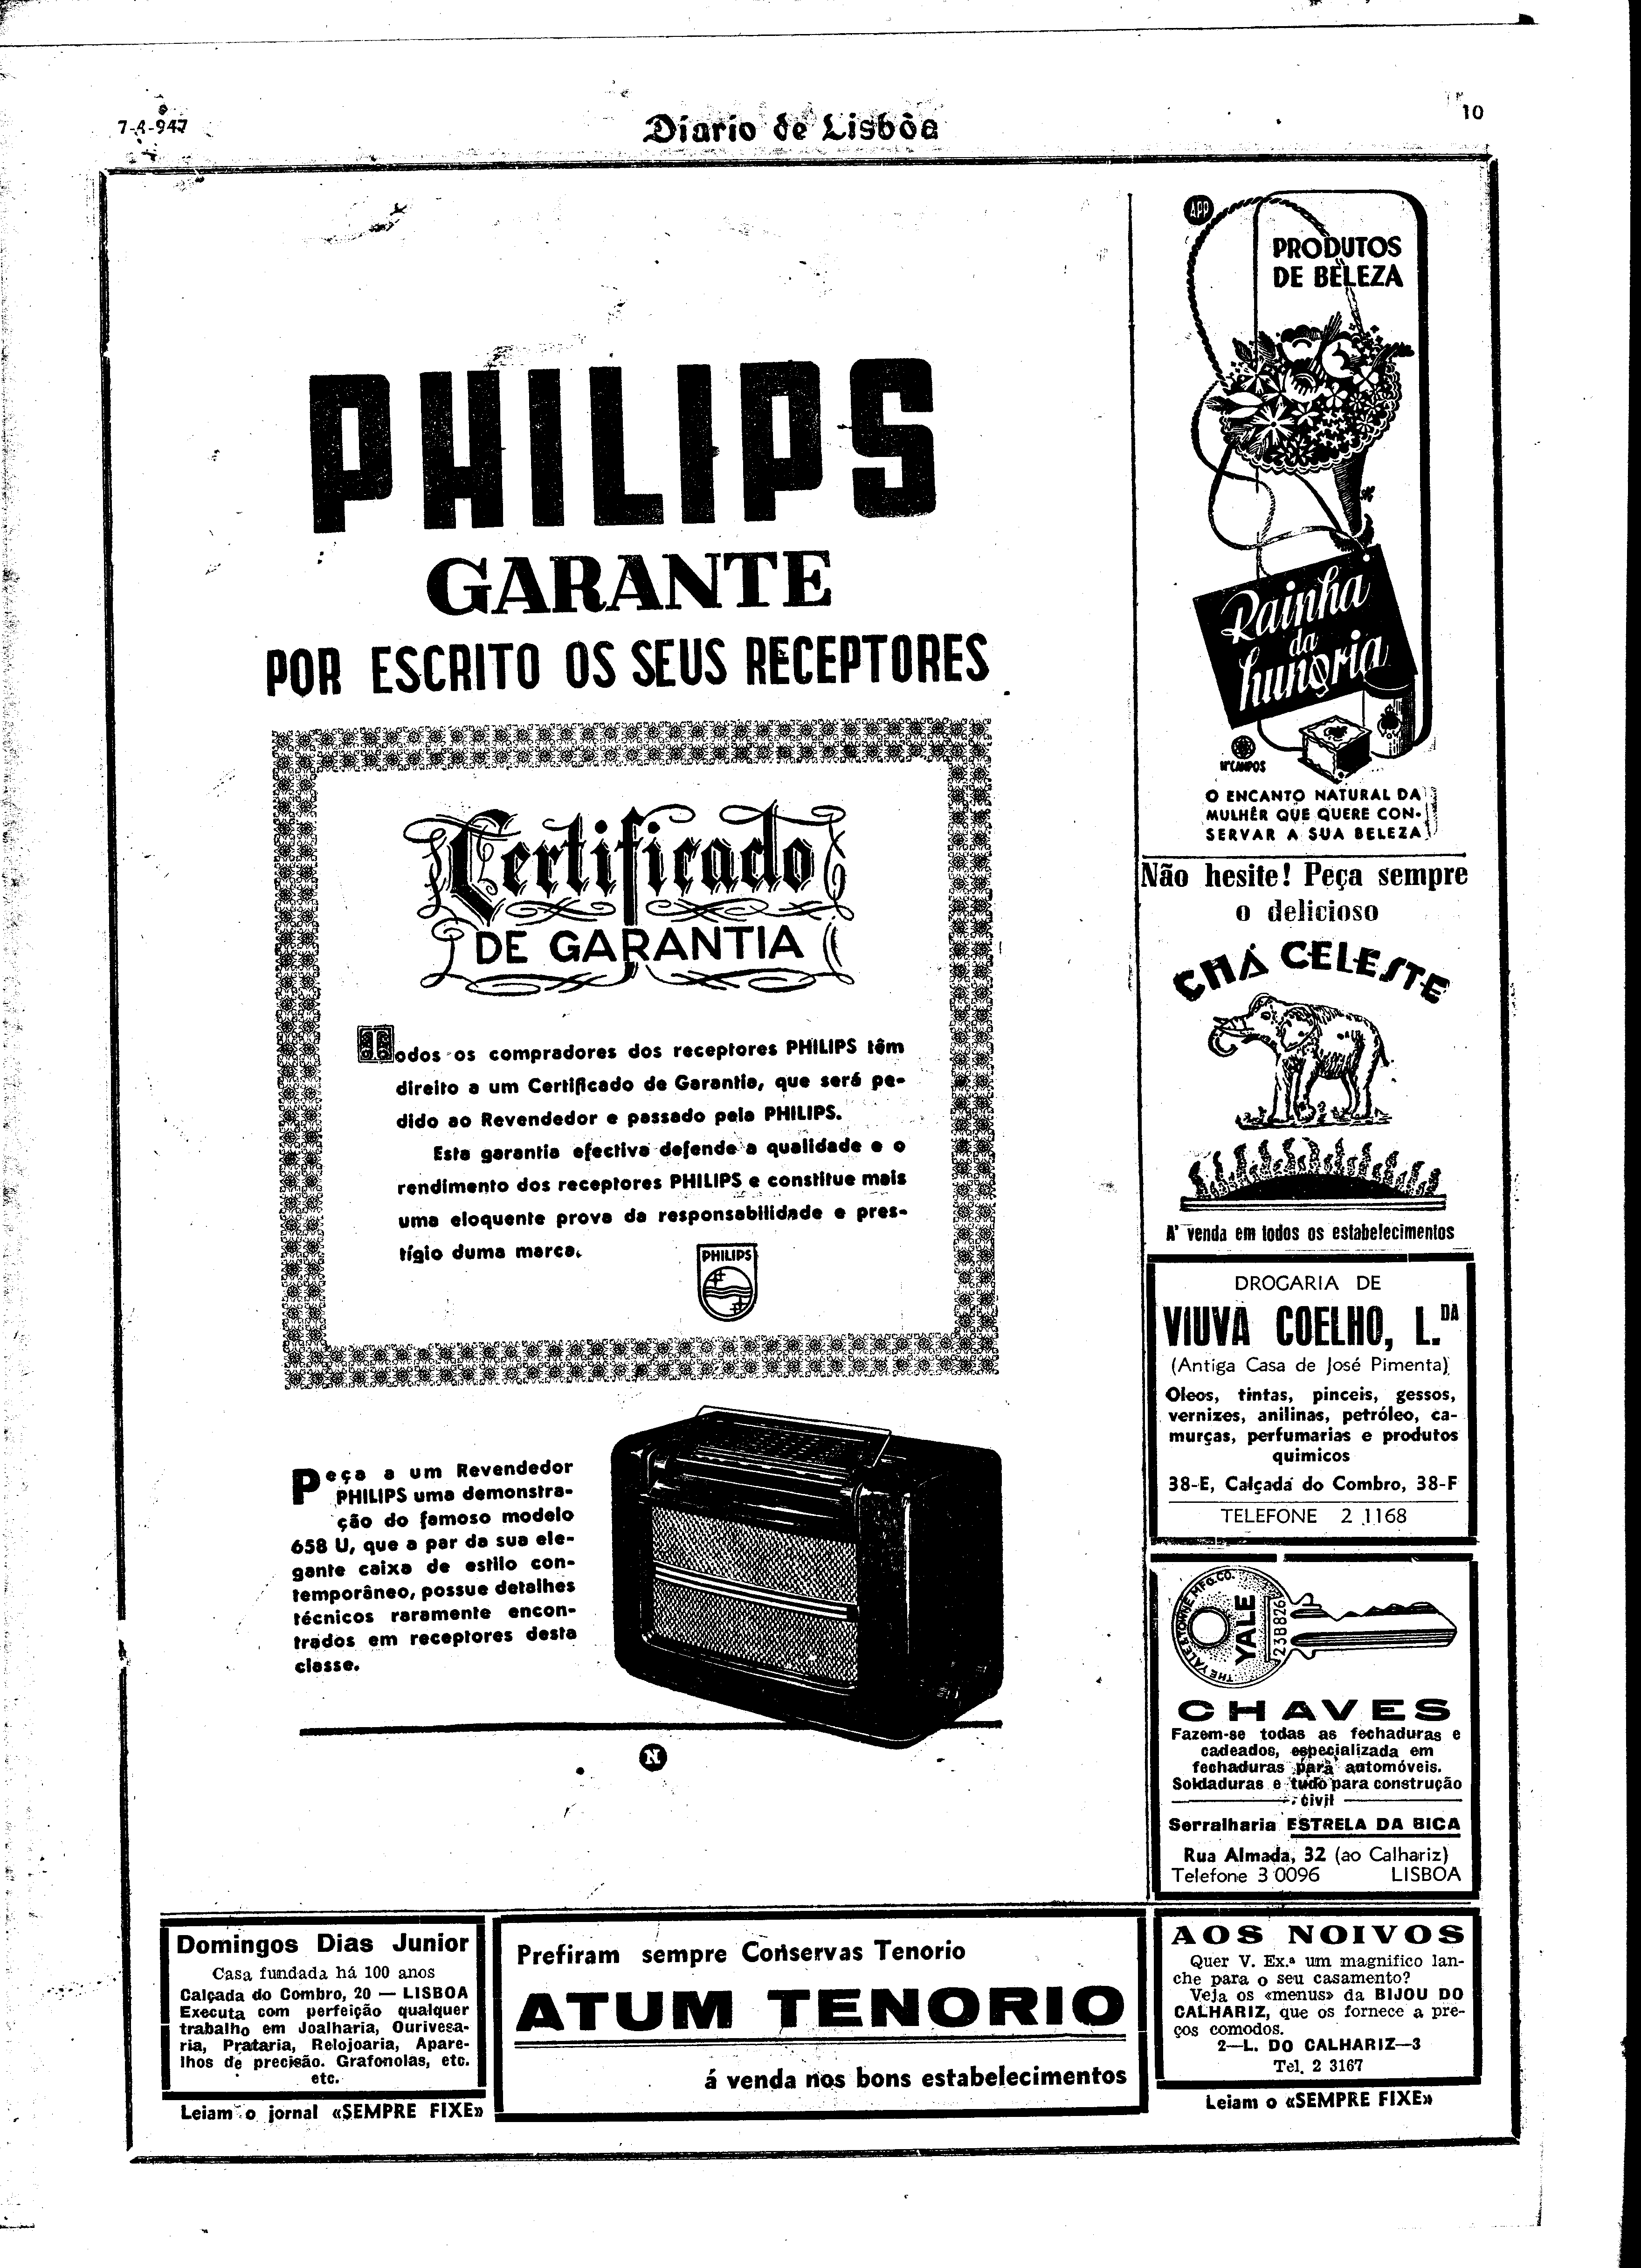 7-4-947
Diario de Lisbôa
10
PHILIPS
GARANTE
POR ESCRITO OS SEUS RECEPTORES
Certificado
DE GARANTIA
Todos os compradores dos receptores PHILIPS têm
direito a um Certificado de Garantia, que será pe-
dido ao Revendedor e passado pela PHILIPS.
Esta garantia efectiva defende a qualidade e o
rendimento dos receptores PHILIPS e constitue mais
uma eloquente prova da responsabilidade e pres-
tígio duma marca.
PHILIPS
Peça a um Revendedor
PHILIPS uma demonstra-
ção do famoso modelo
658 U, que a par da sua ele-
gante caixa de estilo con-
temporâneo, possue detalhes
técnicos raramente encon-
trados em receptores desta
classe.
N
APP
PRODUTOS
DE BELEZA
Rainha
da
hungria
Mᵉ CAMPOS
O ENCANTO NATURAL DA
MULHER QUE QUERE CON-
SERVAR A SUA BELEZA
Não hesite! Peça sempre
o delicioso
CHÁ CELESTE
A' venda em todos os estabelecimentos
DROGARIA DE
VIUVA COELHO, L.DA
(Antiga Casa de José Pimenta)
Oleos, tintas, pinceis, gessos,
vernizes, anilinas, petróleo, ca-
murças, perfumarias e produtos
quimicos
38-E, Calçada do Combro, 38-F
TELEFONE 2 1168
THE YALE & TOWNE MFG. CO.
YALE
238826
CHAVES
Fazem-se todas as fechaduras e
cadeados, especializada em
fechaduras para automóveis.
Soldaduras e tudo para construção
civil
Serralharia ESTRELA DA BICA
Rua Almada, 32 (ao Calhariz)
Telefone 3 0096 LISBOA
Domingos Dias Junior
Casa fundada há 100 anos
Calçada do Combro, 20 — LISBOA
Executa com perfeição qualquer
trabalho em Joalharia, Ourivesa-
ria, Prataria, Relojoaria, Apare-
lhos de precisão. Grafonolas, etc.
etc.
Leiam o jornal «SEMPRE FIXE»
Prefiram sempre Conservas Tenorio
ATUM TENORIO
á venda nos bons estabelecimentos
AOS NOIVOS
Quer V. Ex.ª um magnifico lan-
che para o seu casamento?
Veja os «menus» da BIJOU DO
CALHARIZ, que os fornece a pre-
ços comodos.
2—L. DO CALHARIZ—3
Tel. 2 3167
Leiam o «SEMPRE FIXE»